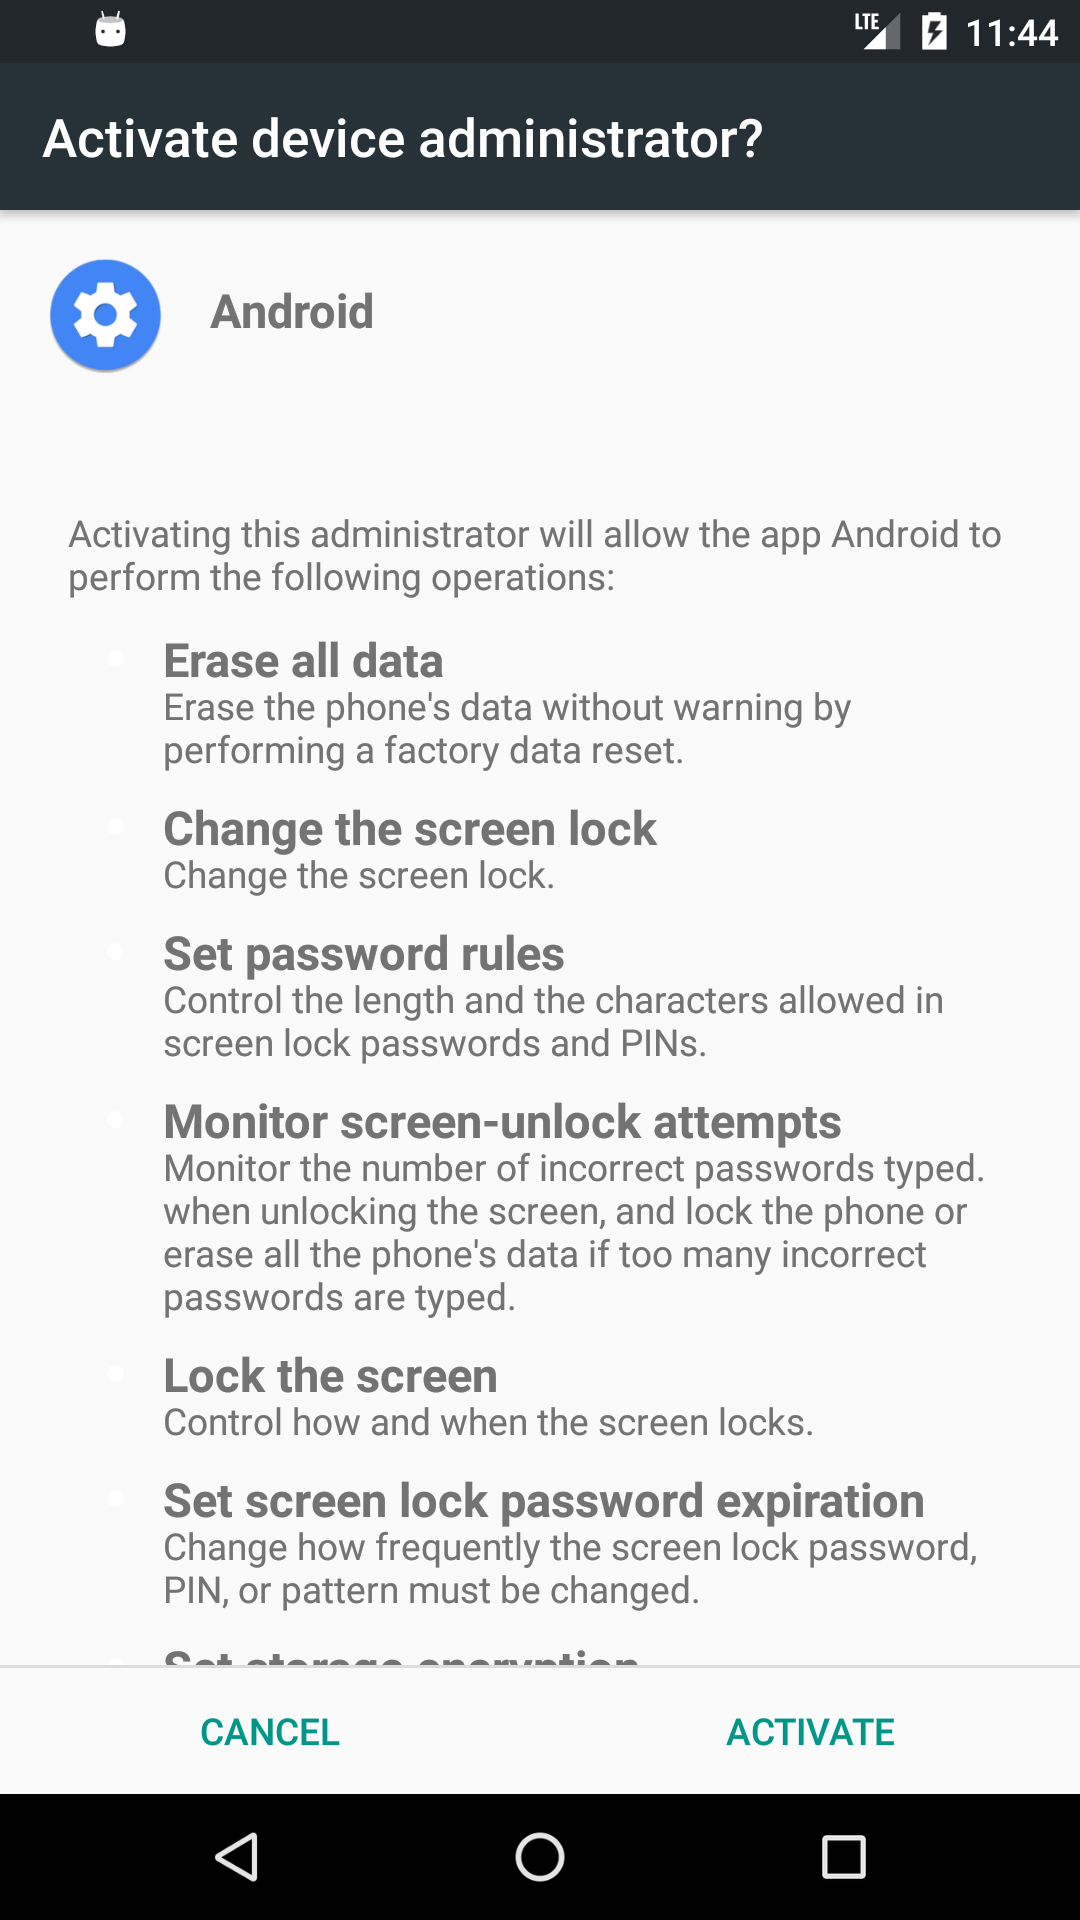 LTE 11:44
Activate device administrator?
Android
Activating this administrator will allow the app Android to
perform the following operations:
Erase all data
Erase the phone's data without warning by
performing a factory data reset.
Change the screen lock
Change the screen lock.
Set password rules
Control the length and the characters allowed in
screen lock passwords and PINs.
Monitor screen-unlock attempts
Monitor the number of incorrect passwords typed.
when unlocking the screen, and lock the phone or
erase all the phone's data if too many incorrect
passwords are typed.
Lock the screen
Control how and when the screen locks.
Set screen lock password expiration
Change how frequently the screen lock password,
PIN, or pattern must be changed.
Set storage encryption
CANCEL
ACTIVATE